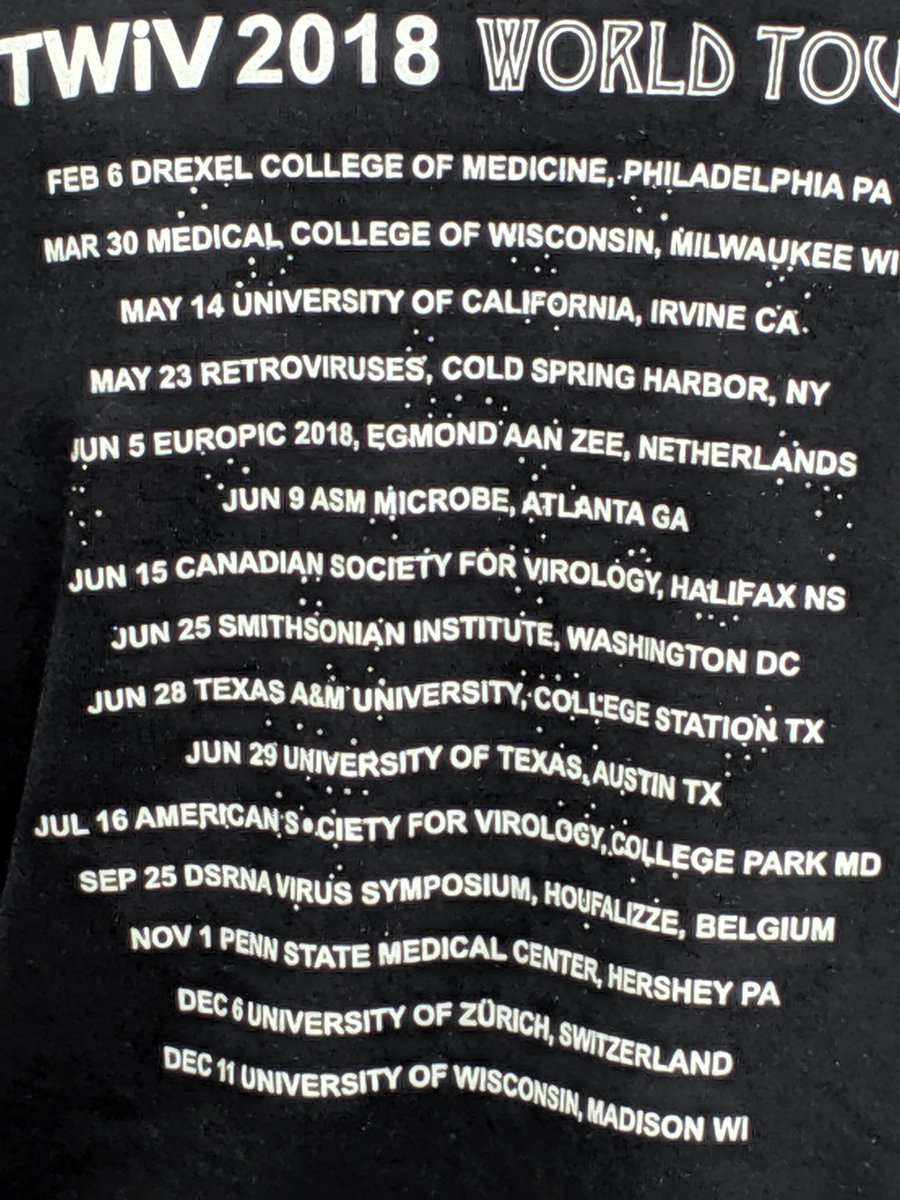 TWiV 2018 WORLD TOU
FEB 6 DREXEL COLLEGE OF MEDICINE, PHILADELPHIA PA
MAR 30 MEDICAL COLLEGE OF WISCONSIN, MILWAUKEE WI
MAY 14 UNIVERSITY OF CALIFORNIA, IRVINE CA
MAY 23 RETROVIRUSES, COLD SPRING HARBOR, NY
JUN 5 EUROPIC 2018, EGMOND AAN ZEE, NETHERLANDS
JUN 9 ASM MICROBE, ATLANTA GA
JUN 15 CANADIAN SOCIETY FOR VIROLOGY, HALIFAX NS
JUN 25 SMITHSONIAN INSTITUTE, WASHINGTON DC
JUN 28 TEXAS A&M UNIVERSITY, COLLEGE STATION TX
JUN 29 UNIVERSITY OF TEXAS, AUSTIN TX
JUL 16 AMERICAN SOCIETY FOR VIROLOGY, COLLEGE PARK MD
SEP 25 DSRNA VIRUS SYMPOSIUM, HOUFALIZZE, BELGIUM
NOV 1 PENN STATE MEDICAL CENTER, HERSHEY PA
DEC 6 UNIVERSITY OF ZÜRICH, SWITZERLAND
DEC 11 UNIVERSITY OF WISCONSIN, MADISON WI